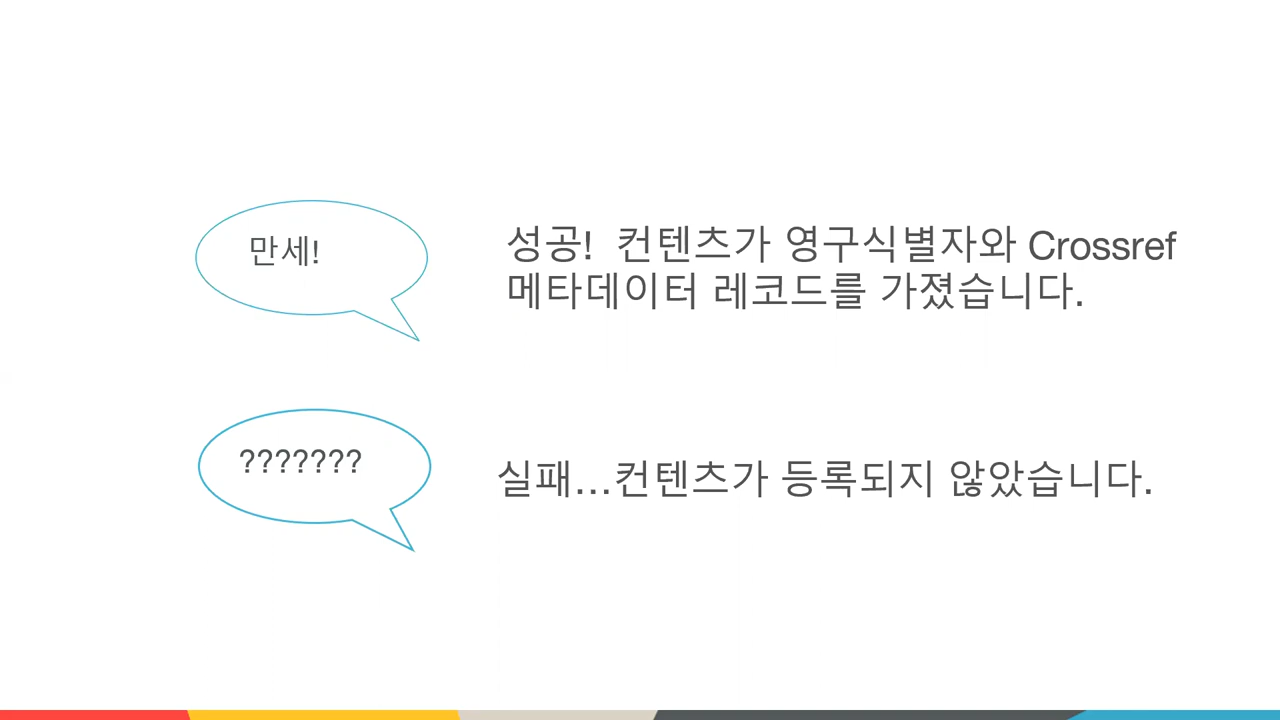 만세!
성공! 컨텐츠가 영구식별자와 Crossref
메타데이터 레코드를 가졌습니다.
???????
실패...컨텐츠가 등록되지 않았습니다.